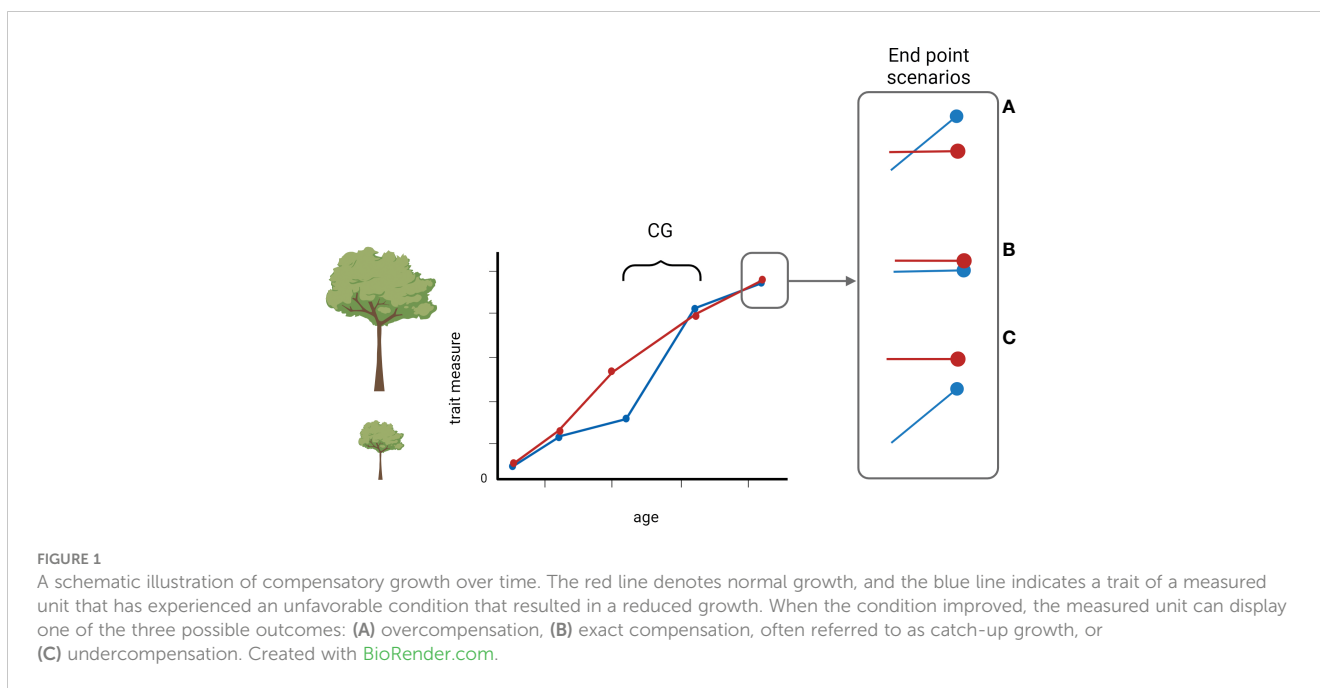 End point
scenarios
A
CG
B
C
trait measure
0
age
FIGURE 1
A schematic illustration of compensatory growth over time. The red line denotes normal growth, and the blue line indicates a trait of a measured
unit that has experienced an unfavorable condition that resulted in a reduced growth. When the condition improved, the measured unit can display
one of the three possible outcomes: (A) overcompensation, (B) exact compensation, often referred to as catch-up growth, or
(C) undercompensation. Created with BioRender.com.